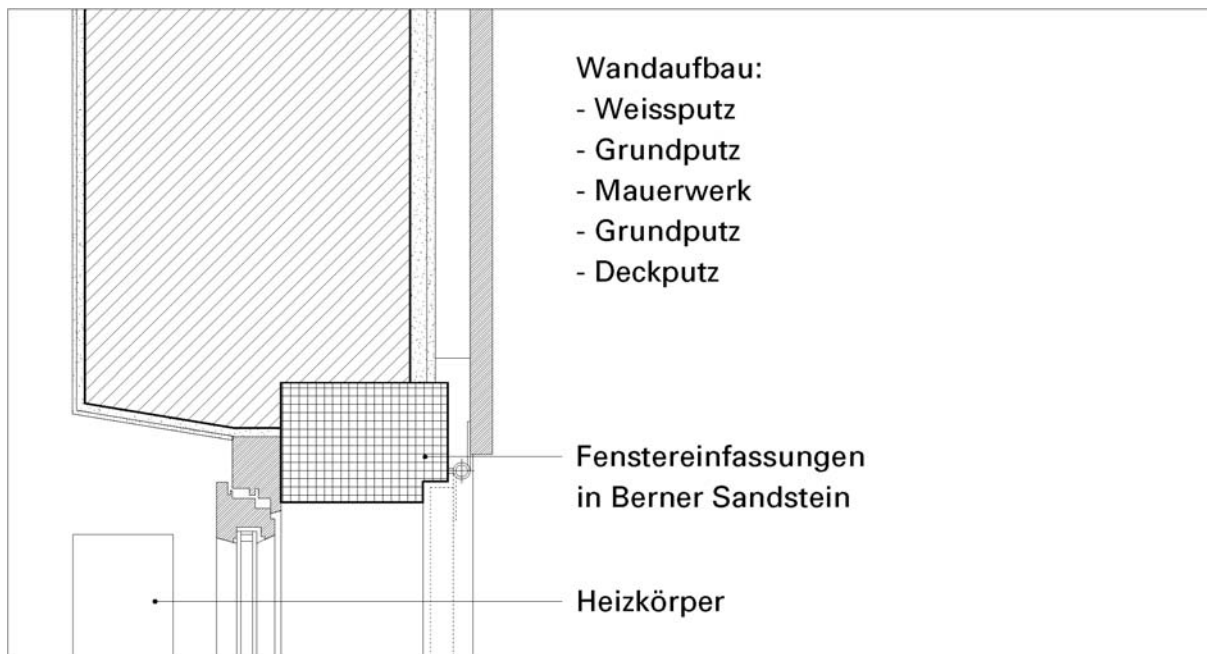 Wandaufbau:
- Weissputz
- Grundputz
- Mauerwerk
- Grundputz
- Deckputz
Fenstereinfassungen
in Berner Sandstein
Heizkörper